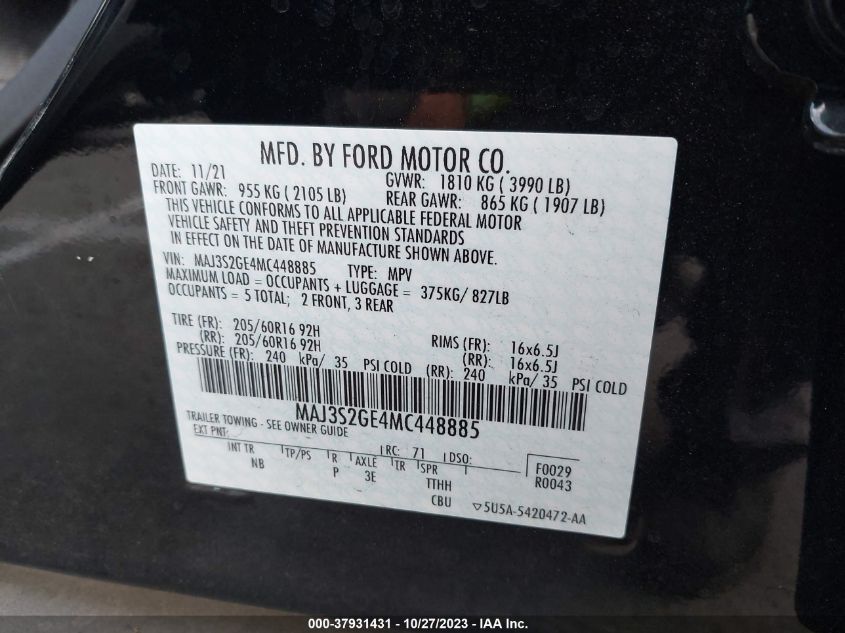 MFD. BY FORD MOTOR CO.
DATE: 11/21 GVWR: 1810 KG ( 3990 LB)
FRONT GAWR: 955 KG ( 2105 LB) REAR GAWR: 865 KG ( 1907 LB)
THIS VEHICLE CONFORMS TO ALL APPLICABLE FEDERAL MOTOR
VEHICLE SAFETY AND THEFT PREVENTION STANDARDS
IN EFFECT ON THE DATE OF MANUFACTURE SHOWN ABOVE.
VIN: MAJ3S2GE4MC448885 TYPE: MPV
MAXIMUM LOAD = OCCUPANTS + LUGGAGE = 375KG/ 827LB
OCCUPANTS = 5 TOTAL; 2 FRONT, 3 REAR
TIRE (FR): 205/60R16 92H RIMS (FR): 16x6.5J
(RR): 205/60R16 92H (RR): 16x6.5J
PRESSURE (FR): 240 kPa/ 35 PSI COLD (RR): 240 kPa/ 35 PSI COLD
MAJ3S2GE4MC448885
TRAILER TOWING - SEE OWNER GUIDE
EXT PNT: RC: 71 DSO: F0029
INT TR TP/PS R AXLE TR SPR R0043
NB P 3E TTHH
CBU 5U5A-5420472-AA
000-37931431 - 10/27/2023 - IAA Inc.